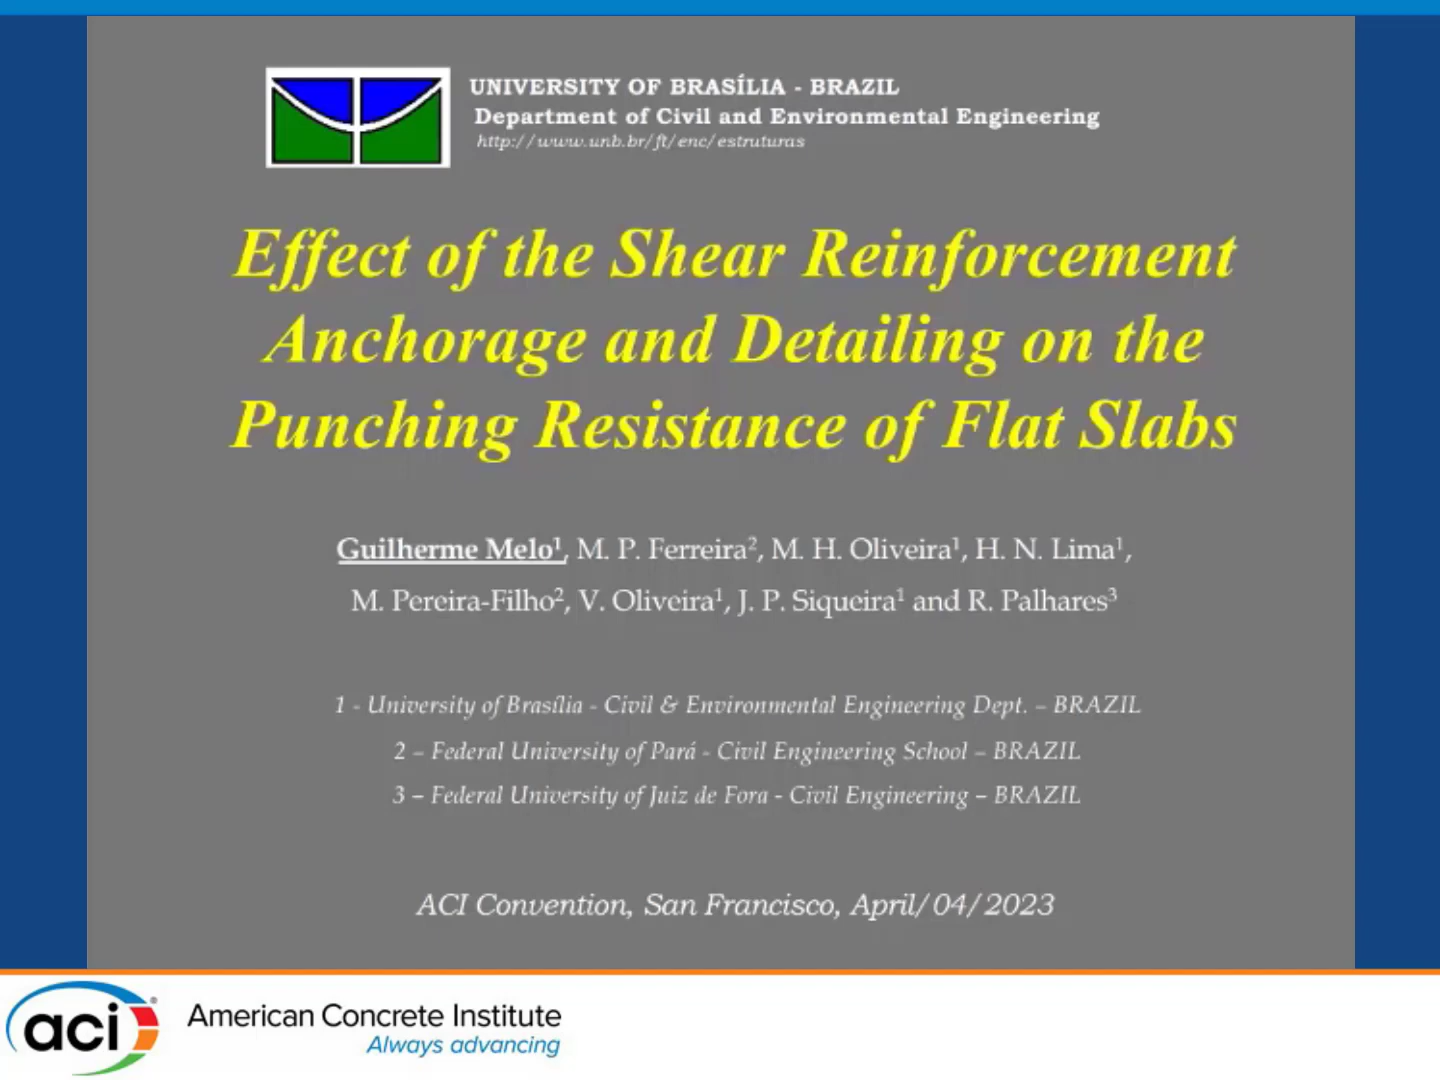 UNIVERSITY OF BRASÍLIA - BRAZIL
Department of Civil and Environmental Engineering
http://www.unb.br/ft/enc/estruturas
Effect of the Shear Reinforcement
Anchorage and Detailing on the
Punching Resistance of Flat Slabs
Guilherme Melo¹, M. P. Ferreira², M. H. Oliveira¹, H. N. Lima¹,
M. Pereira-Filho², V. Oliveira¹, J. P. Siqueira¹ and R. Palhares³
1 - University of Brasília - Civil & Environmental Engineering Dept. – BRAZIL
2 – Federal University of Pará - Civil Engineering School – BRAZIL
3 – Federal University of Juiz de Fora - Civil Engineering – BRAZIL
ACI Convention, San Francisco, April/04/2023
aci®
American Concrete Institute
Always advancing